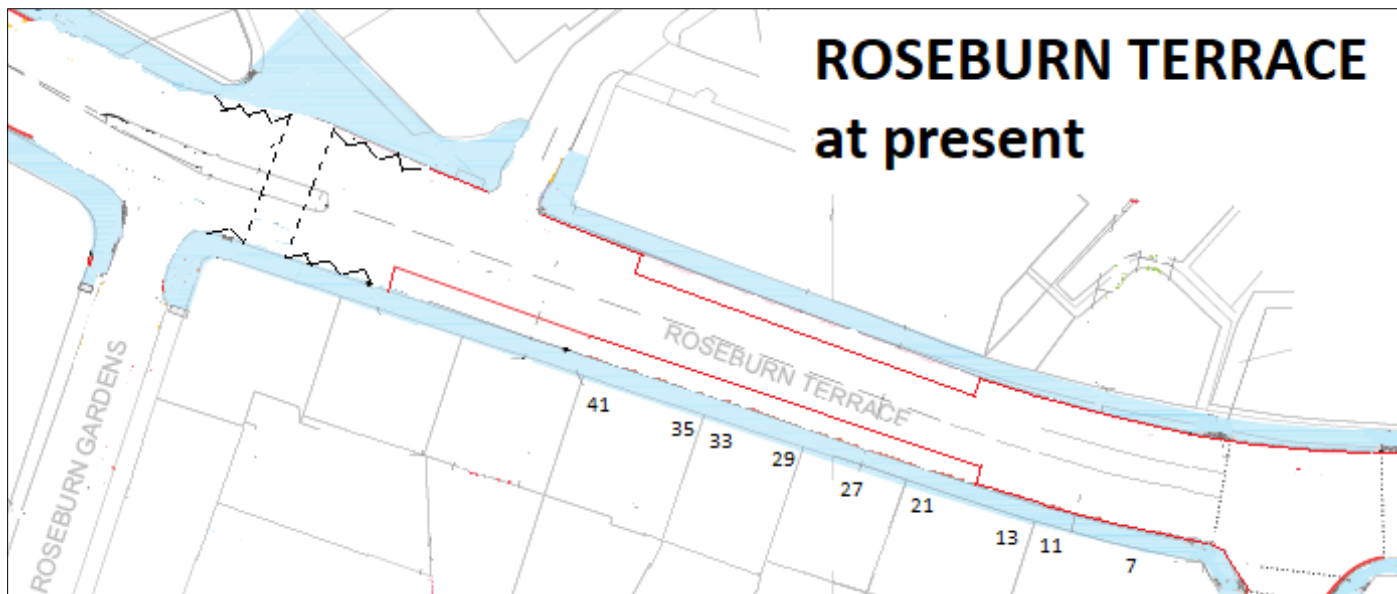 ROSEBURN TERRACE
at present
ROSEBURN TERRACE
ROSEBURN GARDENS
41
35
33
29
27
21
13
11
7